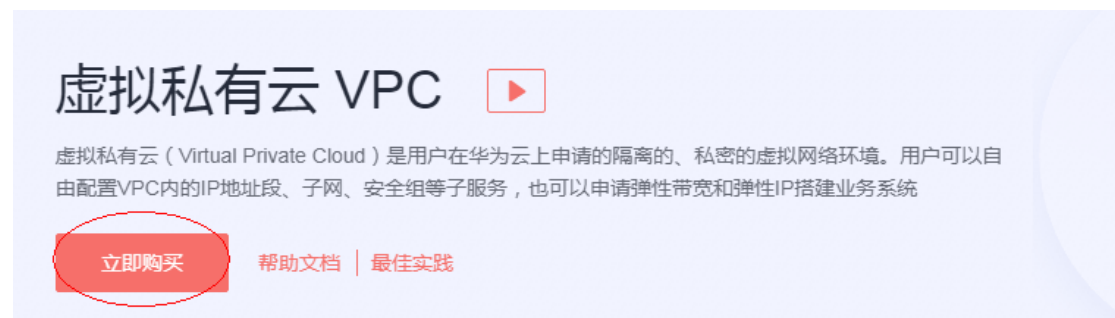 虚拟私有云 VPC
虚拟私有云（Virtual Private Cloud）是用户在华为云上申请的隔离的、私密的虚拟网络环境。用户可以自
由配置VPC内的IP地址段、子网、安全组等子服务，也可以申请弹性带宽和弹性IP搭建业务系统
立即购买 帮助文档 | 最佳实践